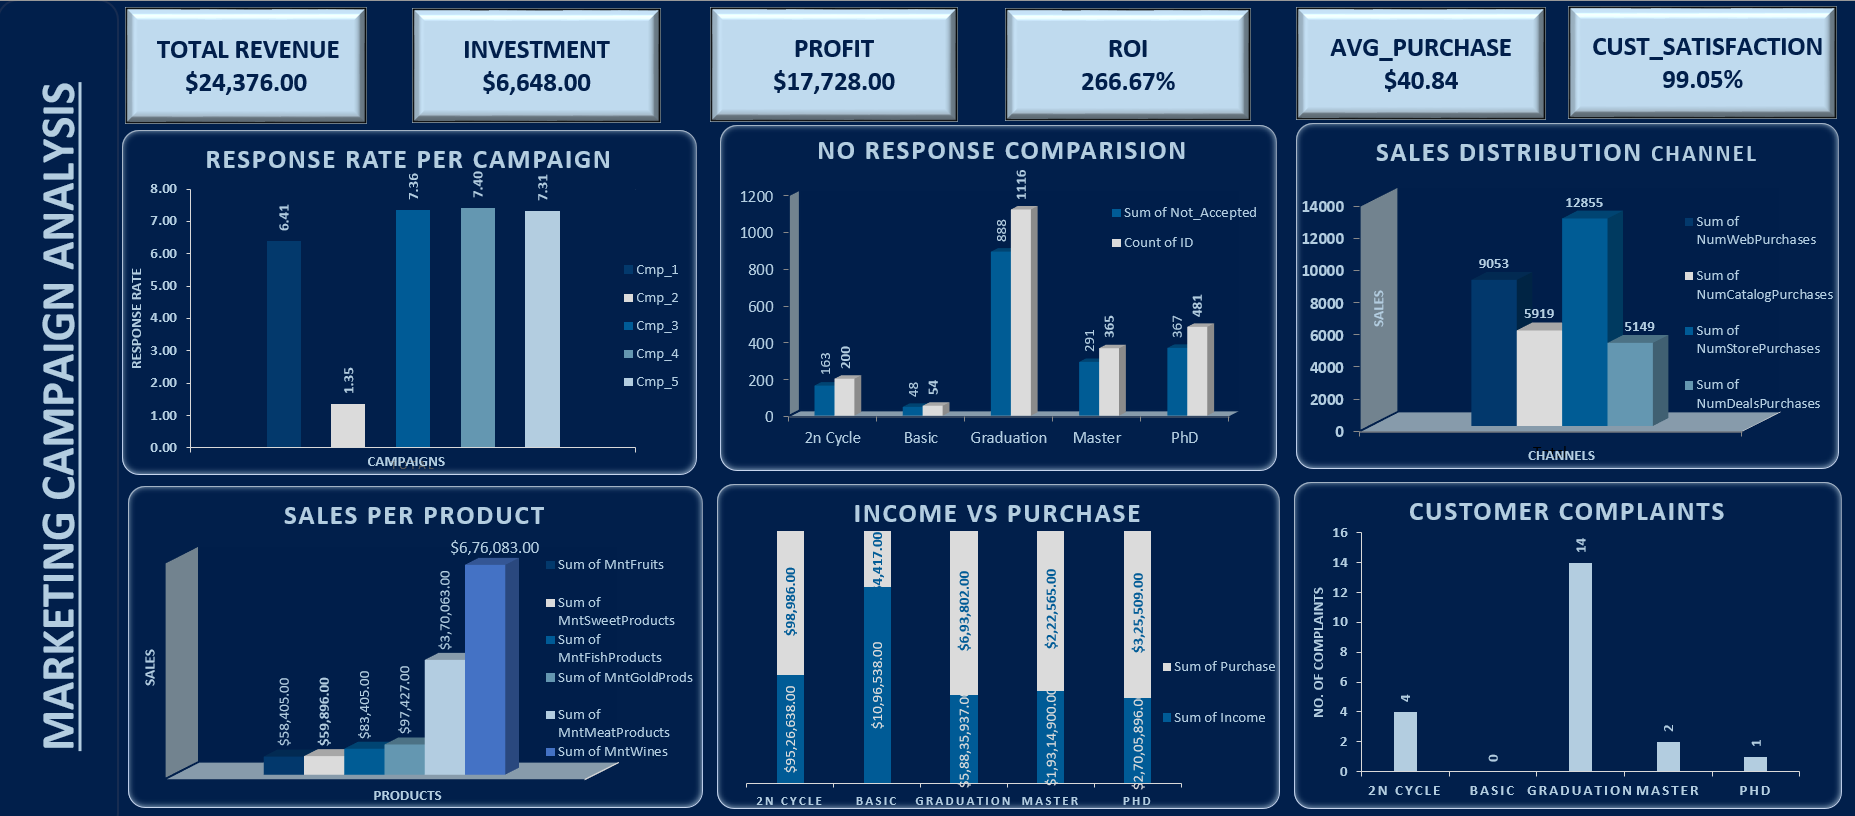 MARKETING CAMPAIGN ANALYSIS
TOTAL REVENUE
$24,376.00
INVESTMENT
$6,648.00
PROFIT
$17,728.00
ROI
266.67%
AVG_PURCHASE
$40.84
CUST_SATISFACTION
99.05%
RESPONSE RATE PER CAMPAIGN
RESPONSE RATE
8.00
7.00
6.00
5.00
4.00
3.00
2.00
1.00
0.00
6.41
1.35
7.36
7.40
7.31
CAMPAIGNS
Cmp_1
Cmp_2
Cmp_3
Cmp_4
Cmp_5
NO RESPONSE COMPARISION
1200
1000
800
600
400
200
0
163
200
48
54
888
1116
291
365
367
481
2n Cycle
Basic
Graduation
Master
PhD
Sum of Not_Accepted
Count of ID
SALES DISTRIBUTION CHANNEL
SALES
14000
12000
10000
8000
6000
4000
2000
0
9053
5919
12855
5149
CHANNELS
Sum of
NumWebPurchases
Sum of
NumCatalogPurchases
Sum of
NumStorePurchases
Sum of
NumDealsPurchases
SALES PER PRODUCT
SALES
$58,405.00
$59,896.00
$83,405.00
$97,427.00
$3,70,063.00
$6,76,083.00
PRODUCTS
Sum of MntFruits
Sum of
MntSweetProducts
Sum of
MntFishProducts
Sum of MntGoldProds
Sum of
MntMeatProducts
Sum of MntWines
INCOME VS PURCHASE
$98,986.00
4,417.00
$6,93,802.00
$2,22,565.00
$3,25,509.00
$95,26,638.00
$10,96,538.00
$5,88,35,937.0
$1,93,14,900.00
$2,70,05,896.0
2N CYCLE
BASIC
GRADUATION
MASTER
PHD
Sum of Purchase
Sum of Income
CUSTOMER COMPLAINTS
NO. OF COMPLAINTS
16
14
12
10
8
6
4
2
0
4
0
14
2
1
2N CYCLE
BASIC
GRADUATION
MASTER
PHD